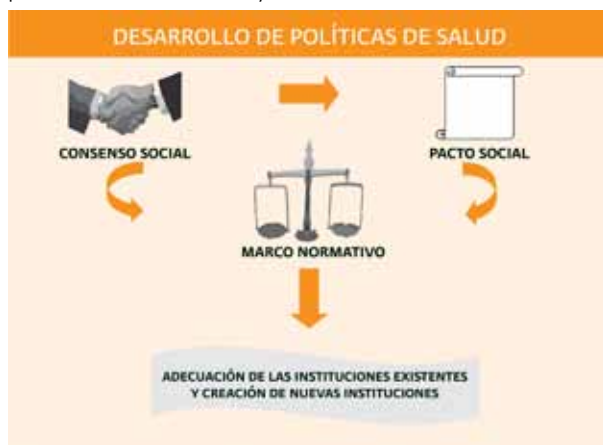 DESARROLLO DE POLÍTICAS DE SALUD
CONSENSO SOCIAL
PACTO SOCIAL
MARCO NORMATIVO
ADECUACIÓN DE LAS INSTITUCIONES EXISTENTES
Y CREACIÓN DE NUEVAS INSTITUCIONES